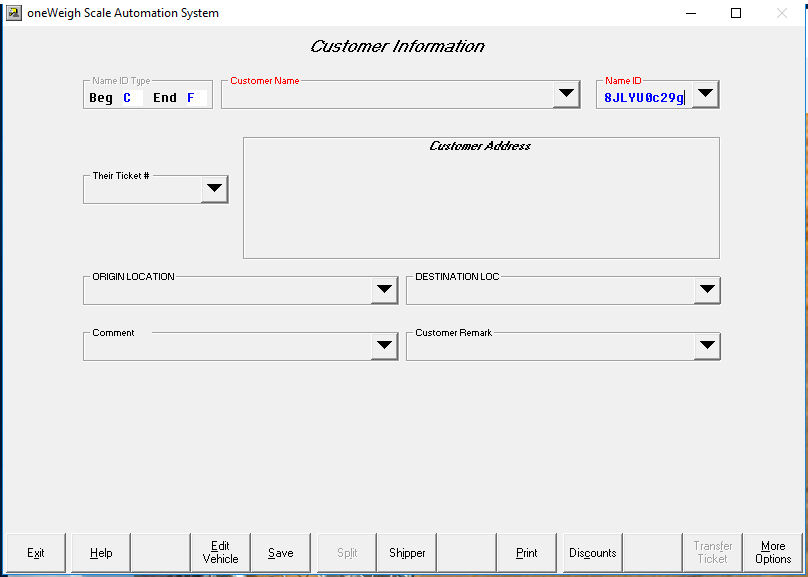 oneWeigh Scale Automation System
Customer Information
Name ID Type
Beg C End F
Customer Name
Name ID
8JLYU0c29g
Customer Address
Their Ticket #
ORIGIN LOCATION
DESTINATION LOC
Comment
Customer Remark
Exit
Help
Edit
Vehicle
Save
Split
Shipper
Print
Discounts
Transfer
Ticket
More
Options